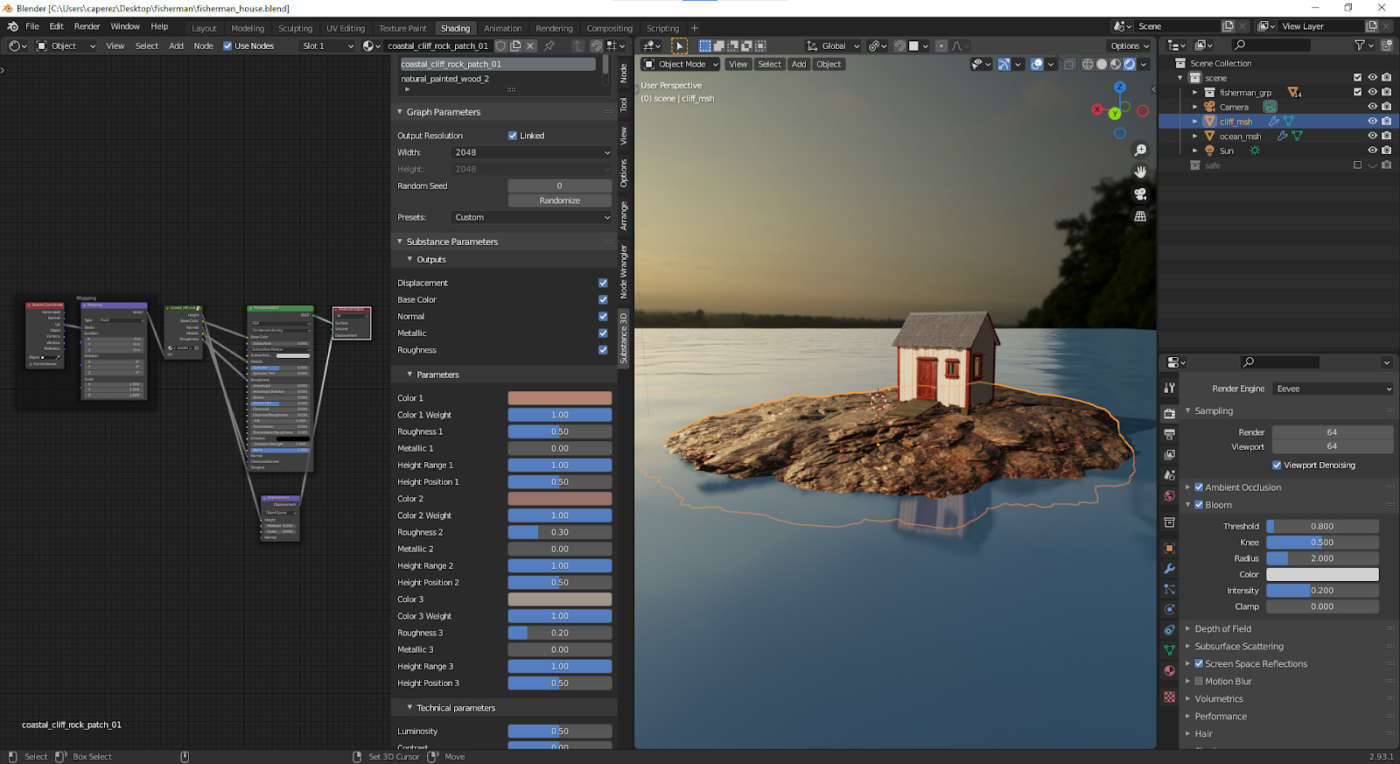 Blender [C:\Users\caperez\Desktop\fisherman\fisherman_house.blend]
File Edit Render Window Help
Layout Modeling Sculpting UV Editing Texture Paint Shading Animation Rendering Compositing Scripting +
Scene
View Layer
Object View Select Add Node Use Nodes Slot 1 coastal_cliff_rock_patch_01
Global
Options
coastal_cliff_rock_patch_01
natural_painted_wood_2
Graph Parameters
Output Resolution Linked
Width: 2048
Height: 2048
Random Seed 0
Randomize
Presets: Custom
Substance Parameters
Outputs
Displacement
Base Color
Normal
Metallic
Roughness
Parameters
Color 1
Color 1 Weight 1.00
Roughness 1 0.50
Metallic 1 0.00
Height Range 1 1.00
Height Position 1 0.50
Color 2
Color 2 Weight 1.00
Roughness 2 0.30
Metallic 2 0.00
Height Range 2 1.00
Height Position 2 0.50
Color 3
Color 3 Weight 1.00
Roughness 3 0.20
Metallic 3 0.00
Height Range 3 1.00
Height Position 3 0.50
Technical parameters
Luminosity 0.50
Contrast 0.00
Node
Tool
View
Options
Arrange
Node Wrangler
Substance 3D
Mapping
coastal_cliff_rock_patch_01
Object Mode View Select Add Object
User Perspective
(0) scene | cliff_msh
Z
X
Y
Scene Collection
scene
fisherman_grp 14
Camera
cliff_msh
ocean_msh
Sun
safe
Render Engine Eevee
Sampling
Render 64
Viewport 64
Viewport Denoising
Ambient Occlusion
Bloom
Threshold 0.800
Knee 0.500
Radius 2.000
Color
Intensity 0.200
Clamp 0.000
Depth of Field
Subsurface Scattering
Screen Space Reflections
Motion Blur
Volumetrics
Performance
Hair
Select Box Select Set 3D Cursor Move
2.93.1